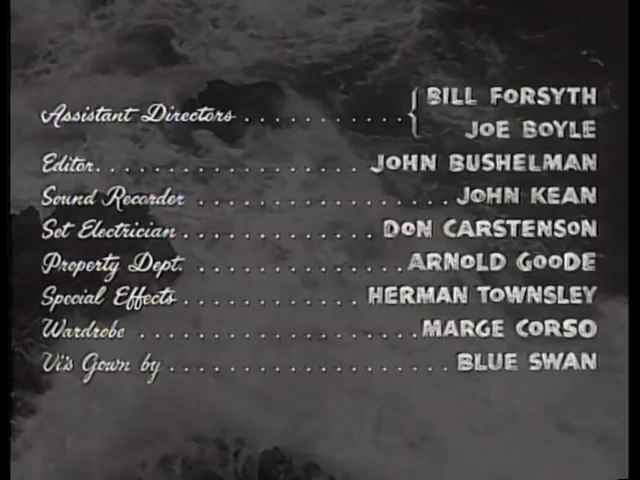 Assistant Directors . . . . . . . . . . . { BILL FORSYTH
JOE BOYLE
Editor. . . . . . . . . . . . . . . . . . JOHN BUSHELMAN
Sound Recorder . . . . . . . . . . . . . . . . . JOHN KEAN
Set Electrician . . . . . . . . . . . . . DON CARSTENSON
Property Dept. . . . . . . . . . . . . . . ARNOLD GOODE
Special Effects . . . . . . . . . . . . HERMAN TOWNSLEY
Wardrobe . . . . . . . . . . . . . . . . . . . MARGE CORSO
Vi's Gown by . . . . . . . . . . . . . . . . . . . BLUE SWAN